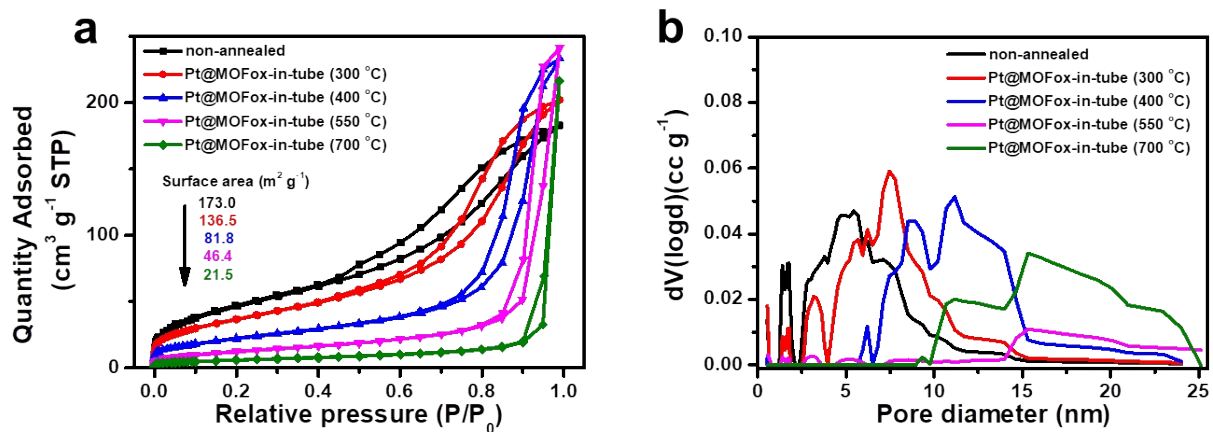 a
Quantity Adsorbed
(cm³ g⁻¹ STP)
200
100
0
non-annealed
Pt@MOFox-in-tube (300 °C)
Pt@MOFox-in-tube (400 °C)
Pt@MOFox-in-tube (550 °C)
Pt@MOFox-in-tube (700 °C)
Surface area (m² g⁻¹)
173.0
136.5
81.8
46.4
21.5
0.0 0.2 0.4 0.6 0.8 1.0
Relative pressure (P/P₀)
b
dV(logd)(cc g⁻¹)
0.10
0.08
0.06
0.04
0.02
0.00
non-annealed
Pt@MOFox-in-tube (300 °C)
Pt@MOFox-in-tube (400 °C)
Pt@MOFox-in-tube (550 °C)
Pt@MOFox-in-tube (700 °C)
0 5 10 15 20 25
Pore diameter (nm)